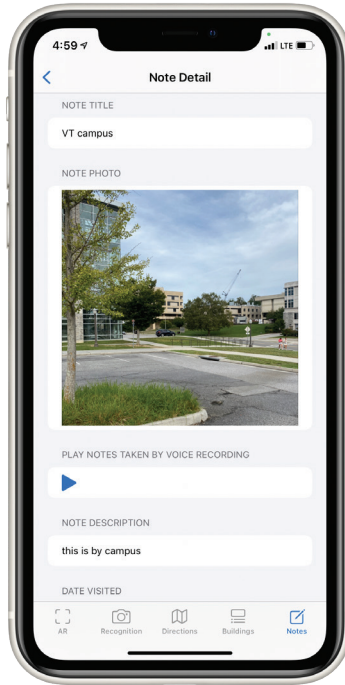 4:59
LTE
Note Detail
NOTE TITLE
VT campus
NOTE PHOTO
PLAY NOTES TAKEN BY VOICE RECORDING
NOTE DESCRIPTION
this is by campus
DATE VISITED
AR Recognition Directions Buildings Notes